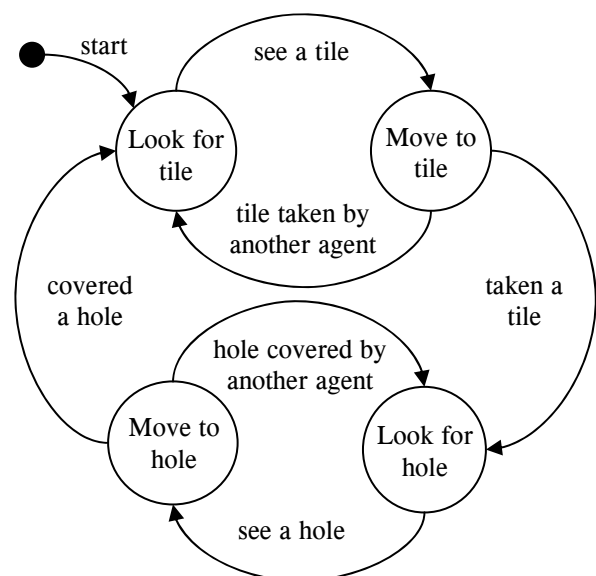 start
see a tile
Look for
tile
Move to
tile
tile taken by
another agent
covered
a hole
taken a
tile
hole covered by
another agent
Move to
hole
Look for
hole
see a hole